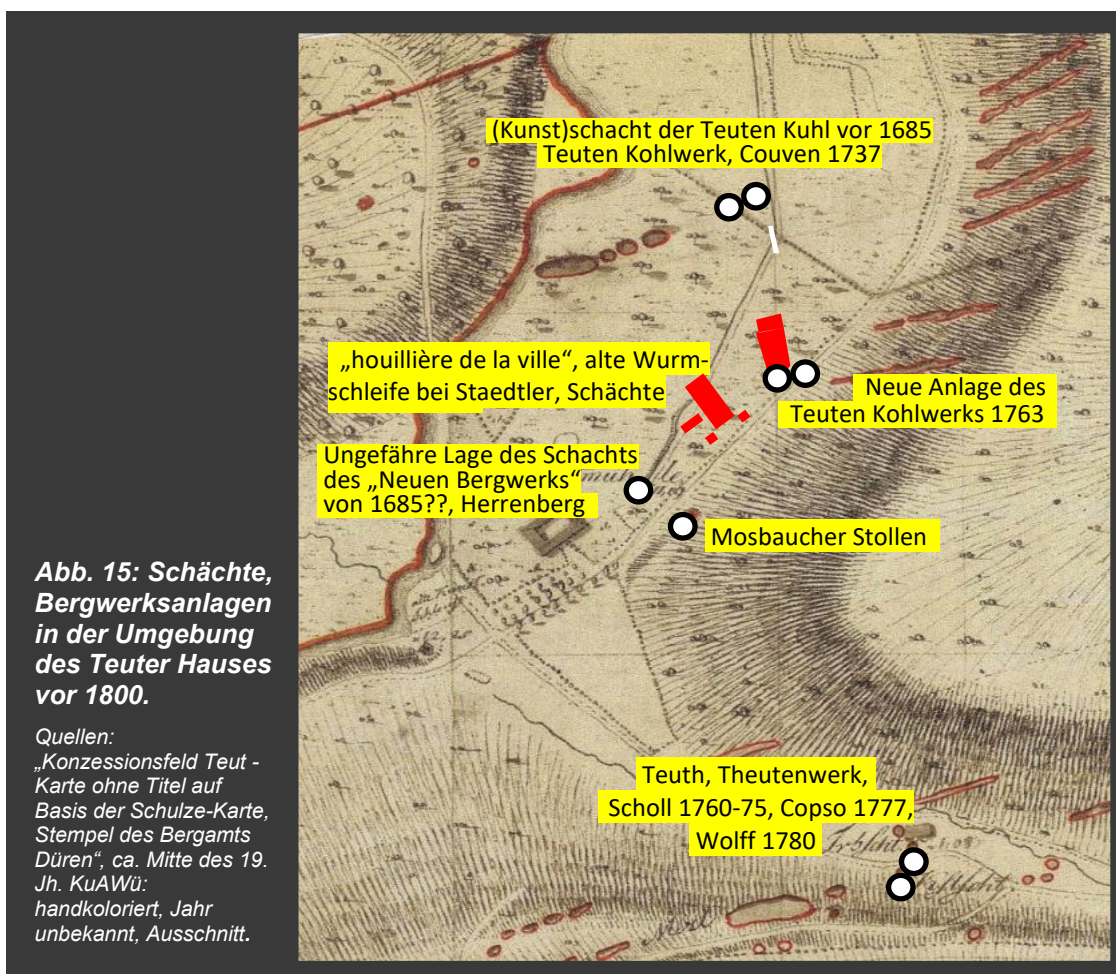 (Kunst)schacht der Teuten Kuhl vor 1685
Teuten Kohlwerk, Couven 1737
„houillière de la ville“, alte Wurm-
schleife bei Staedtler, Schächte
Neue Anlage des
Teuten Kohlwerks 1763
Ungefähre Lage des Schachts
des „Neuen Bergwerks“
von 1685??, Herrenberg
Mosbaucher Stollen
Abb. 15: Schächte,
Bergwerksanlagen
in der Umgebung
des Teuter Hauses
vor 1800.
Quellen:
„Konzessionsfeld Teut -
Karte ohne Titel auf
Basis der Schulze-Karte,
Stempel des Bergamts
Düren“, ca. Mitte des 19.
Jh. KuAWü:
handkoloriert, Jahr
unbekannt, Ausschnitt.
Teuth, Theutenwerk,
Scholl 1760-75, Copso 1777,
Wolff 1780